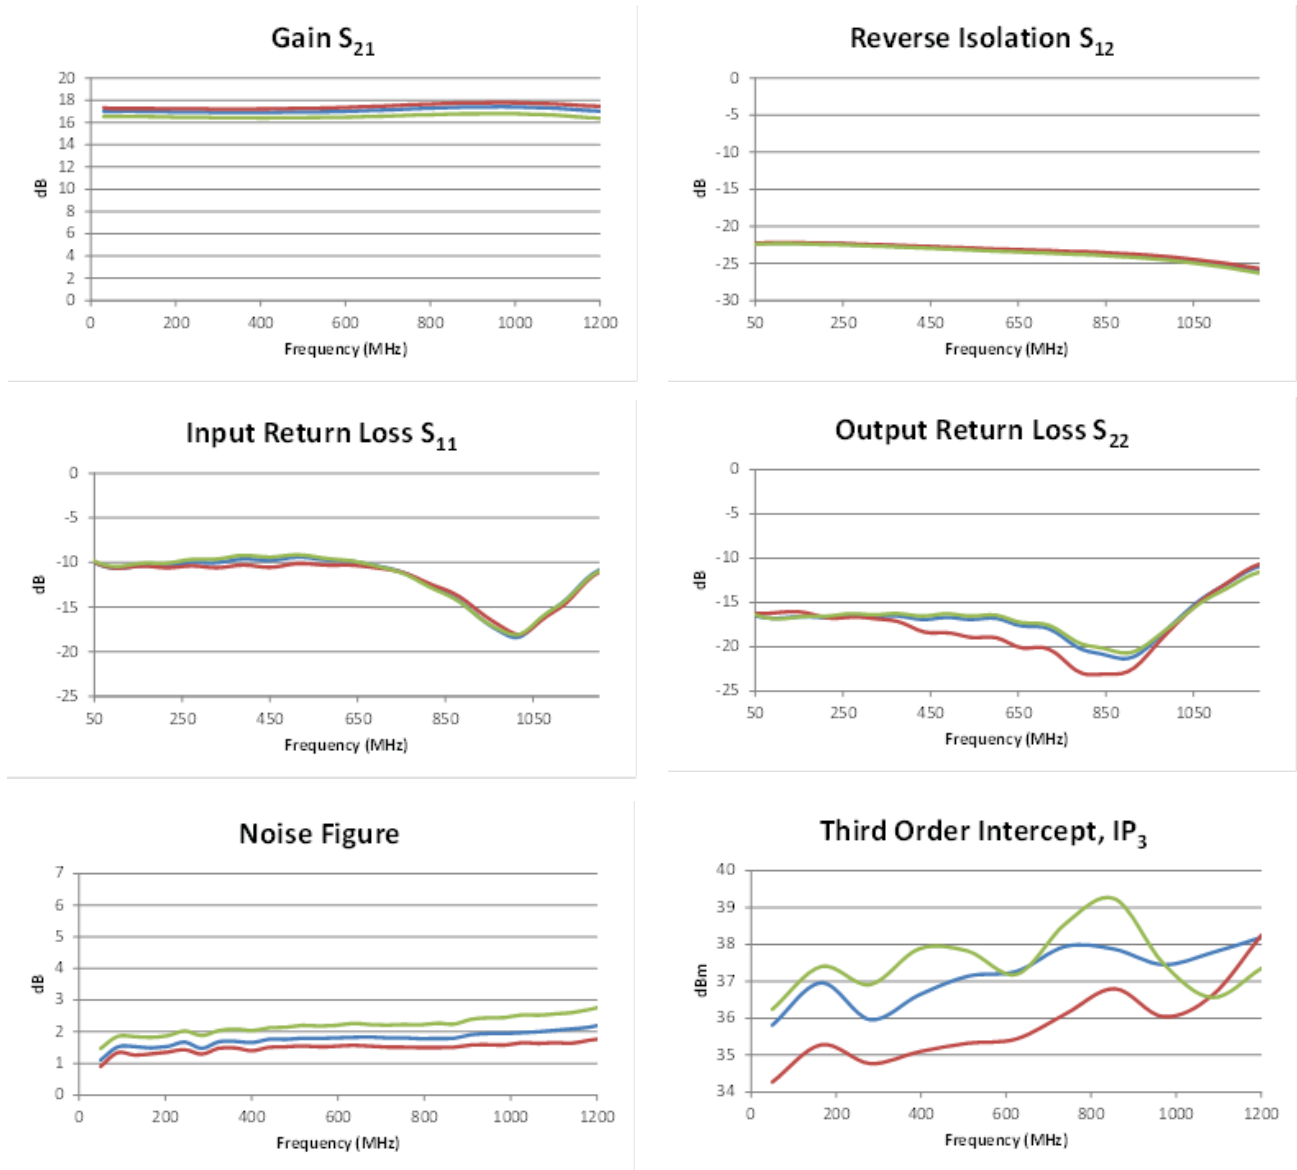 Gain S21
20
18
16
14
12
10
8
6
4
2
0
dB
0 200 400 600 800 1000 1200
Frequency (MHz)
Reverse Isolation S12
0
-5
-10
-15
-20
-25
-30
dB
50 250 450 650 850 1050
Frequency (MHz)
Input Return Loss S11
0
-5
-10
-15
-20
-25
dB
50 250 450 650 850 1050
Frequency (MHz)
Output Return Loss S22
0
-5
-10
-15
-20
-25
dB
50 250 450 650 850 1050
Frequency (MHz)
Noise Figure
7
6
5
4
3
2
1
0
dB
0 200 400 600 800 1000 1200
Frequency (MHz)
Third Order Intercept, IP3
40
39
38
37
36
35
34
dBm
0 200 400 600 800 1000 1200
Frequency (MHz)